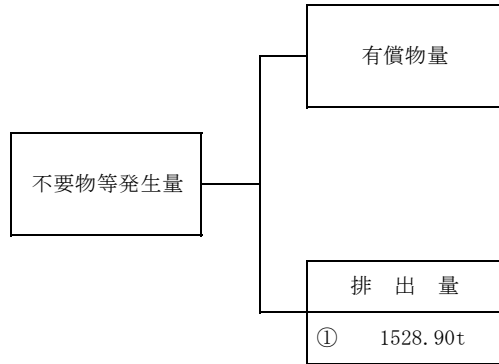 有償物量
不要物等発生量
排 出 量
① 1528.90t